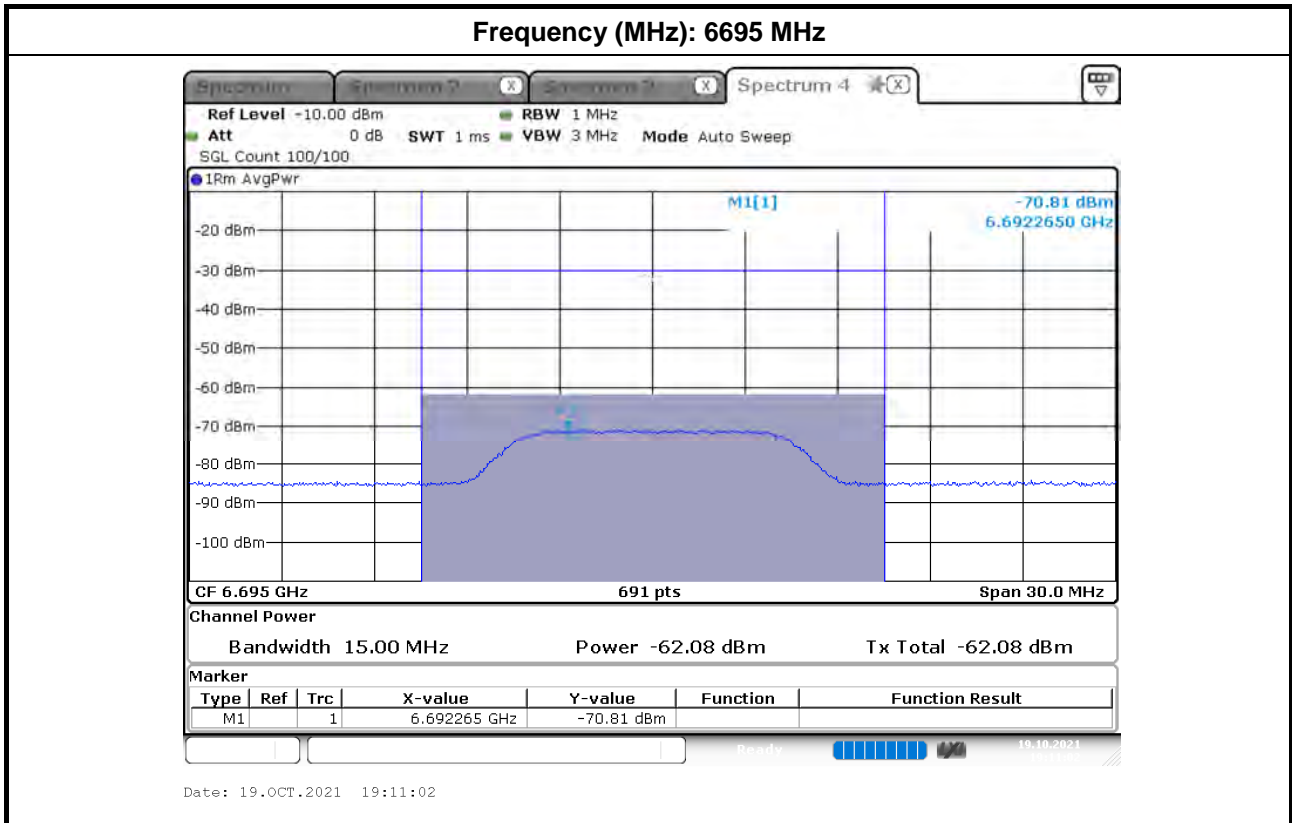 Frequency (MHz): 6695 MHz
Spectrum 4 X
Ref Level -10.00 dBm RBW 1 MHz
Att 0 dB SWT 1 ms VBW 3 MHz Mode Auto Sweep
SGL Count 100/100
1Rm AvgPwr
M1[1] -70.81 dBm
6.6922650 GHz
-20 dBm
-30 dBm
-40 dBm
-50 dBm
-60 dBm
-70 dBm
-80 dBm
-90 dBm
-100 dBm
CF 6.695 GHz 691 pts Span 30.0 MHz
Channel Power
Bandwidth 15.00 MHz Power -62.08 dBm Tx Total -62.08 dBm
Marker
Type Ref Trc X-value Y-value Function Function Result
M1 1 6.692265 GHz -70.81 dBm
Ready 19.10.2021
Date: 19.OCT.2021 19:11:02